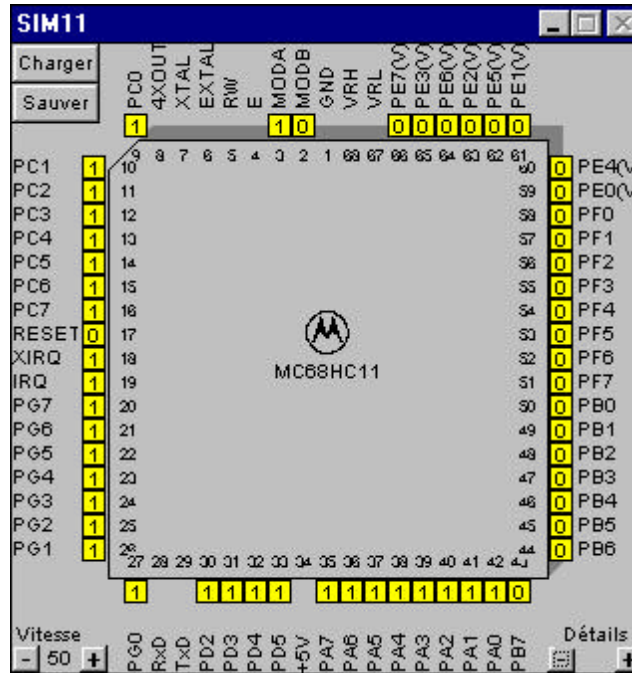 SIM11
Charger
Sauver
PC0 4XOUT XTAL EXTAL RW E MODA MODB GND VRH VRL PE7(V) PE3(V) PE6(V) PE2(V) PE5(V) PE1(V)
1 1 0 0 0 0 0 0 0
9 8 7 6 5 4 3 2 1 68 67 66 65 64 63 62 61
PC1 1 10 60 0 PE4(V
PC2 1 11 59 0 PE0(V
PC3 1 12 58 0 PF0
PC4 1 13 57 0 PF1
PC5 1 14 56 0 PF2
PC6 1 15 55 0 PF3
PC7 1 16 54 0 PF4
RESET 0 17 53 0 PF5
XIRQ 1 18 52 0 PF6
IRQ 1 19 51 0 PF7
MC68HC11
PG7 1 20 50 0 PB0
PG6 1 21 49 0 PB1
PG5 1 22 48 0 PB2
PG4 1 23 47 0 PB3
PG3 1 24 46 0 PB4
PG2 1 25 45 0 PB5
PG1 1 26 44 0 PB6
27 28 29 30 31 32 33 34 35 36 37 38 39 40 41 42 43
1 1 1 1 1 1 1 1 1 1 1 1 1 0
PG0 RxD TxD PD2 PD3 PD4 PD5 +5V PA7 PA6 PA5 PA4 PA3 PA2 PA1 PA0 PB7
Vitesse
- 50 +
Détails
- +